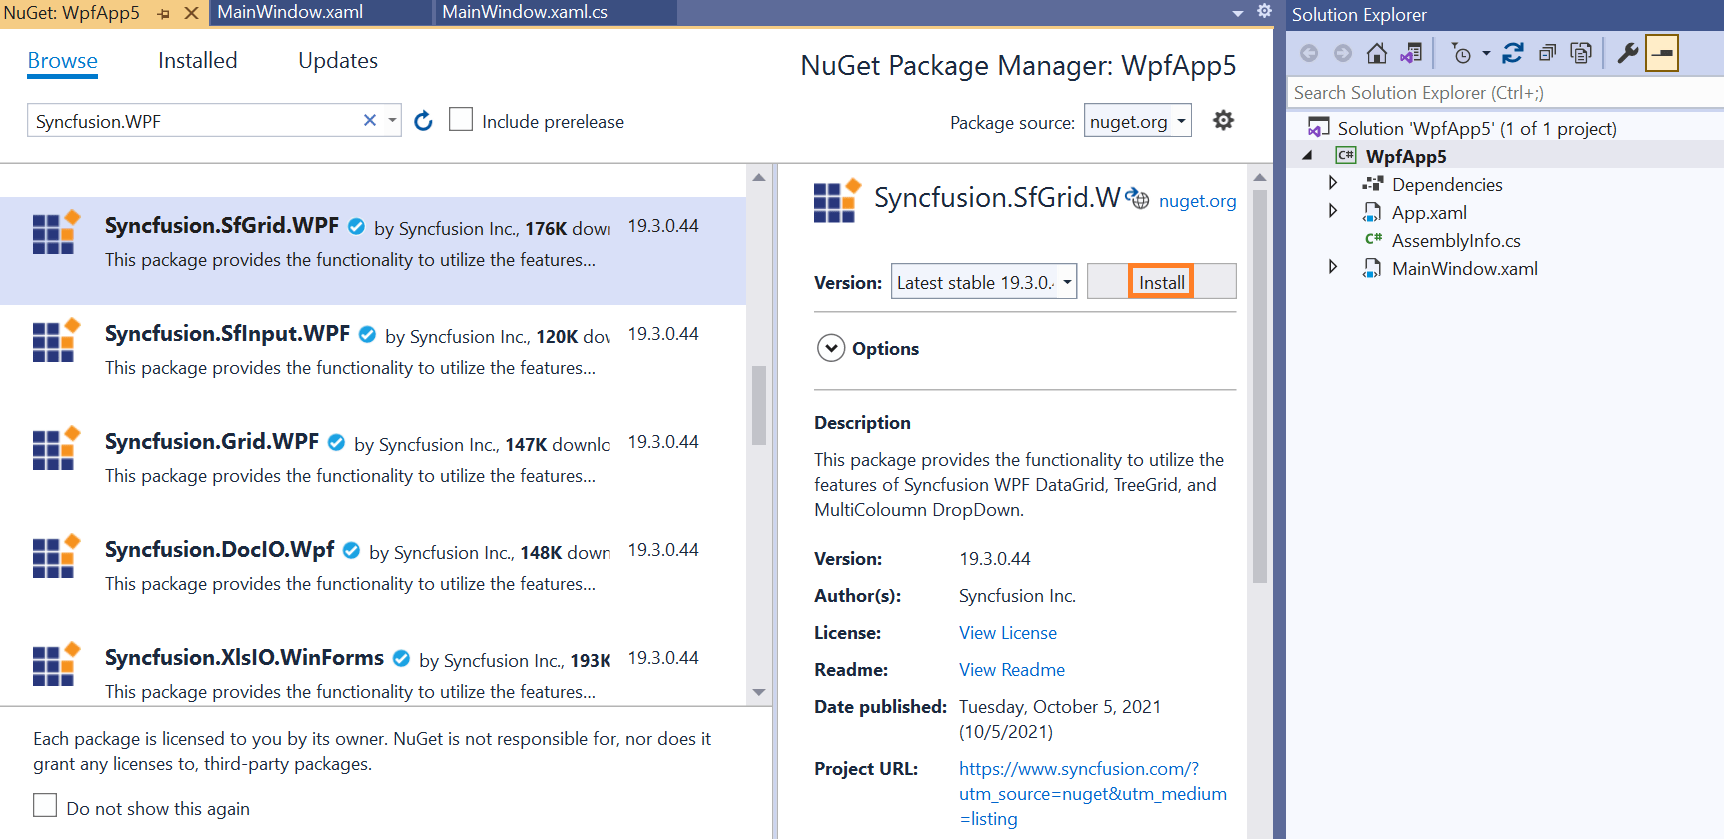 NuGet: WpfApp5
MainWindow.xaml
MainWindow.xaml.cs
Browse
Installed
Updates
NuGet Package Manager: WpfApp5
Syncfusion.WPF
Include prerelease
Package source: nuget.org
Syncfusion.SfGrid.WPF by Syncfusion Inc., 176K down 19.3.0.44
This package provides the functionality to utilize the features...
Syncfusion.SfInput.WPF by Syncfusion Inc., 120K dov 19.3.0.44
This package provides the functionality to utilize the features...
Syncfusion.Grid.WPF by Syncfusion Inc., 147K downlc 19.3.0.44
This package provides the functionality to utilize the features...
Syncfusion.DocIO.Wpf by Syncfusion Inc., 148K down 19.3.0.44
This package provides the functionality to utilize the features...
Syncfusion.XlsIO.WinForms by Syncfusion Inc., 193K 19.3.0.44
This package provides the functionality to utilize the features...
Each package is licensed to you by its owner. NuGet is not responsible for, nor does it
grant any licenses to, third-party packages.
Do not show this again
Syncfusion.SfGrid.W nuget.org
Version: Latest stable 19.3.0. Install
Options
Description
This package provides the functionality to utilize the
features of Syncfusion WPF DataGrid, TreeGrid, and
MultiColoumn DropDown.
Version: 19.3.0.44
Author(s): Syncfusion Inc.
License: View License
Readme: View Readme
Date published: Tuesday, October 5, 2021
(10/5/2021)
Project URL: https://www.syncfusion.com/?
utm_source=nuget&utm_medium
=listing
Solution Explorer
Search Solution Explorer (Ctrl+;)
Solution 'WpfApp5' (1 of 1 project)
C# WpfApp5
Dependencies
App.xaml
C# AssemblyInfo.cs
MainWindow.xaml